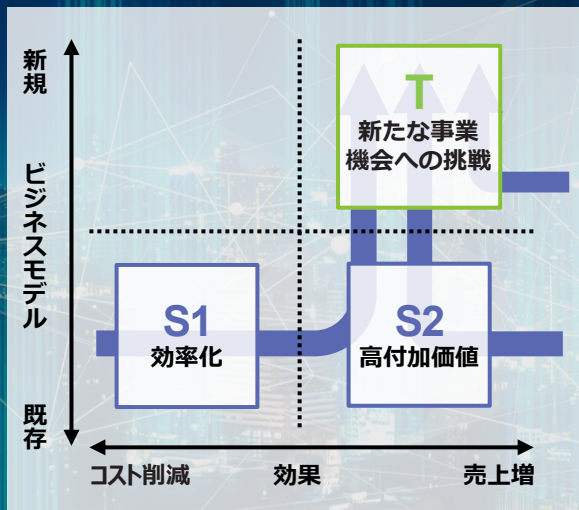 新規
ビジネスモデル
既存
T
新たな事業
機会への挑戦
S1
効率化
S2
高付加価値
コスト削減
効果
売上増